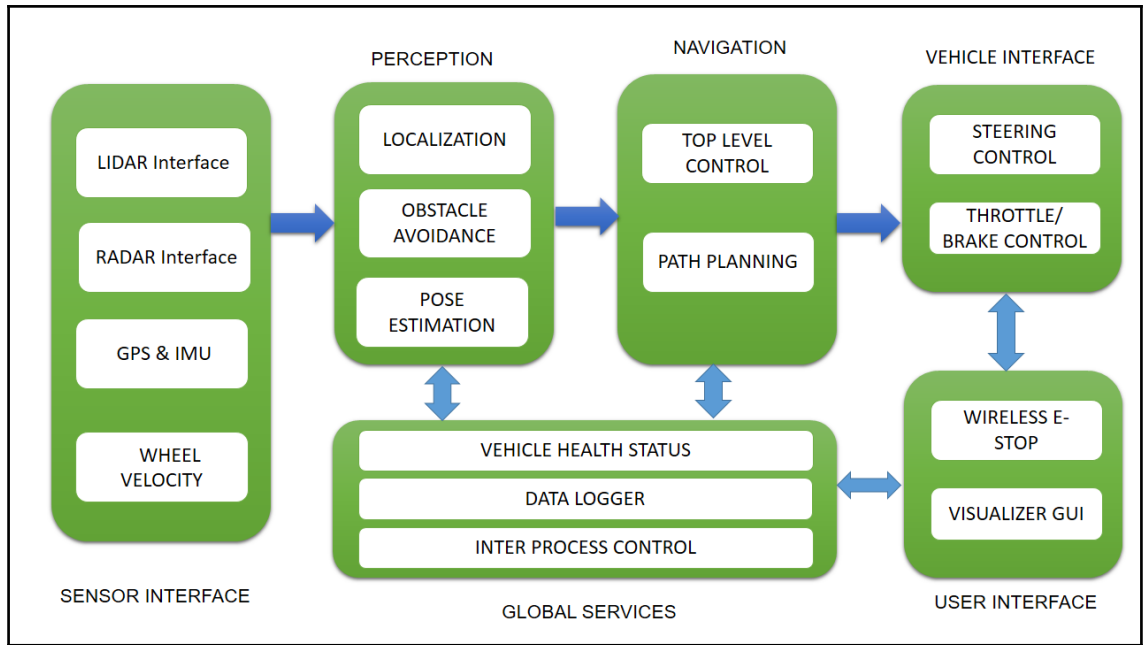 PERCEPTION
NAVIGATION
VEHICLE INTERFACE
LIDAR Interface
RADAR Interface
GPS & IMU
WHEEL
VELOCITY
SENSOR INTERFACE
LOCALIZATION
OBSTACLE
AVOIDANCE
POSE
ESTIMATION
TOP LEVEL
CONTROL
PATH PLANNING
STEERING
CONTROL
THROTTLE/
BRAKE CONTROL
VEHICLE HEALTH STATUS
DATA LOGGER
INTER PROCESS CONTROL
GLOBAL SERVICES
WIRELESS E-
STOP
VISUALIZER GUI
USER INTERFACE